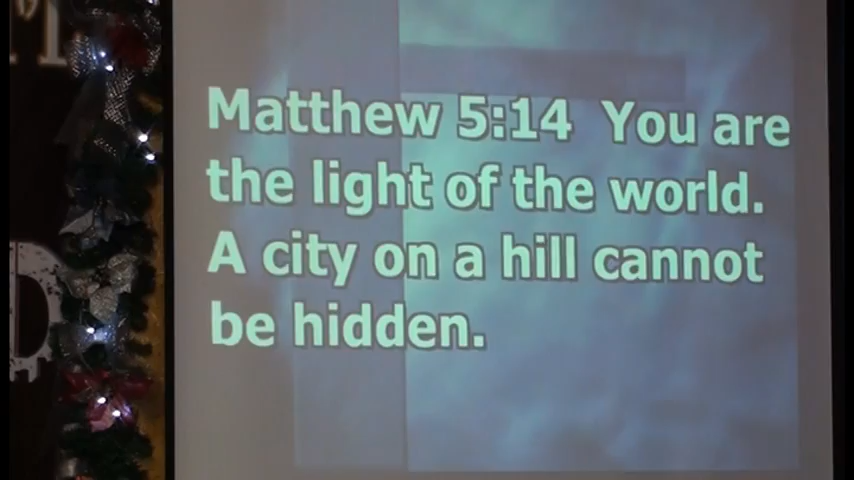 Matthew 5:14 You are
the light of the world.
A city on a hill cannot
be hidden.